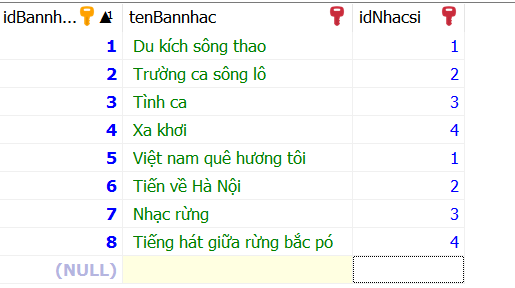 idBannh... 1 tenBannhac idNhacsi
1 Du kích sông thao 1
2 Trường ca sông lô 2
3 Tình ca 3
4 Xa khơi 4
5 Việt nam quê hương tôi 1
6 Tiến về Hà Nội 2
7 Nhạc rừng 3
8 Tiếng hát giữa rừng bắc pó 4
(NULL)